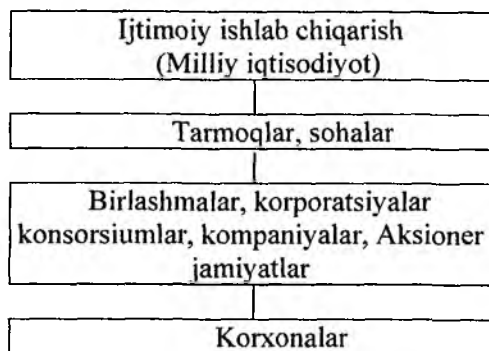 Ijtimoiy ishlab chiqarish
(Milliy iqtisodiyot)
Tarmoqlar, sohalar
Birlashmalar, korporatsiyalar
konsorsiumlar, kompaniyalar, Aksioner
jamiyatlar
Korxonalar